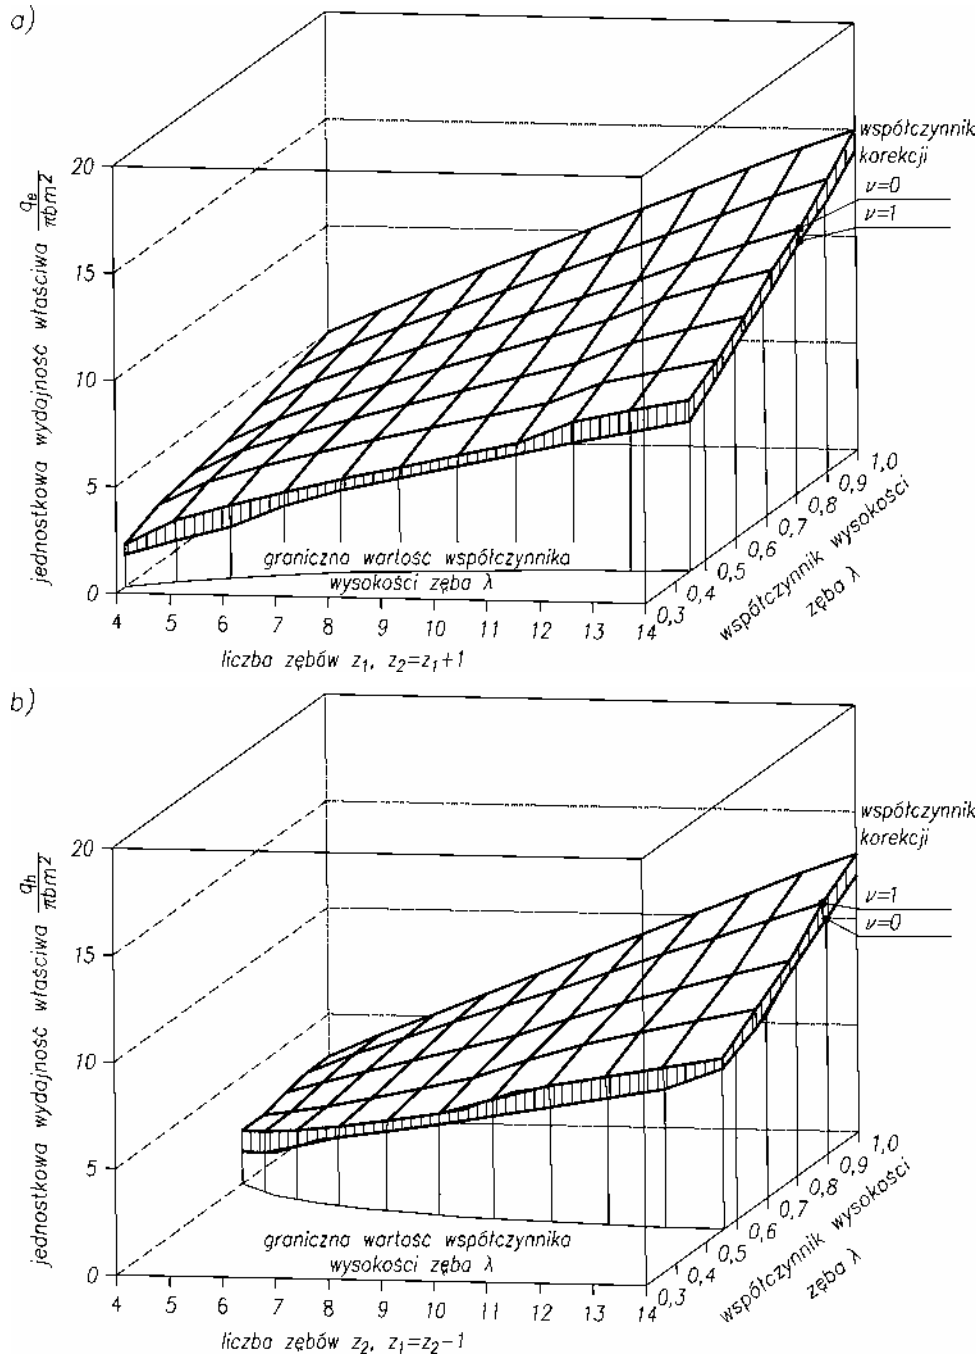 a)
współczynnik
korekcji
ν=0
ν=1
jednostkowa wydajność właściwa q_e/πbm²
20
15
10
5
0
4 5 6 7 8 9 10 11 12 13 14
graniczna wartość współczynnika
wysokości zęba λ
0,3 0,4 0,5 0,6 0,7 0,8 0,9 1,0
współczynnik wysokości
zęba λ
liczba zębów z₁, z₂=z₁+1
b)
współczynnik
korekcji
ν=1
ν=0
jednostkowa wydajność właściwa q_h/πbm²
20
15
10
5
0
4 5 6 7 8 9 10 11 12 13 14
graniczna wartość współczynnika
wysokości zęba λ
0,3 0,4 0,5 0,6 0,7 0,8 0,9 1,0
współczynnik wysokości
zęba λ
liczba zębów z₂, z₁=z₂−1